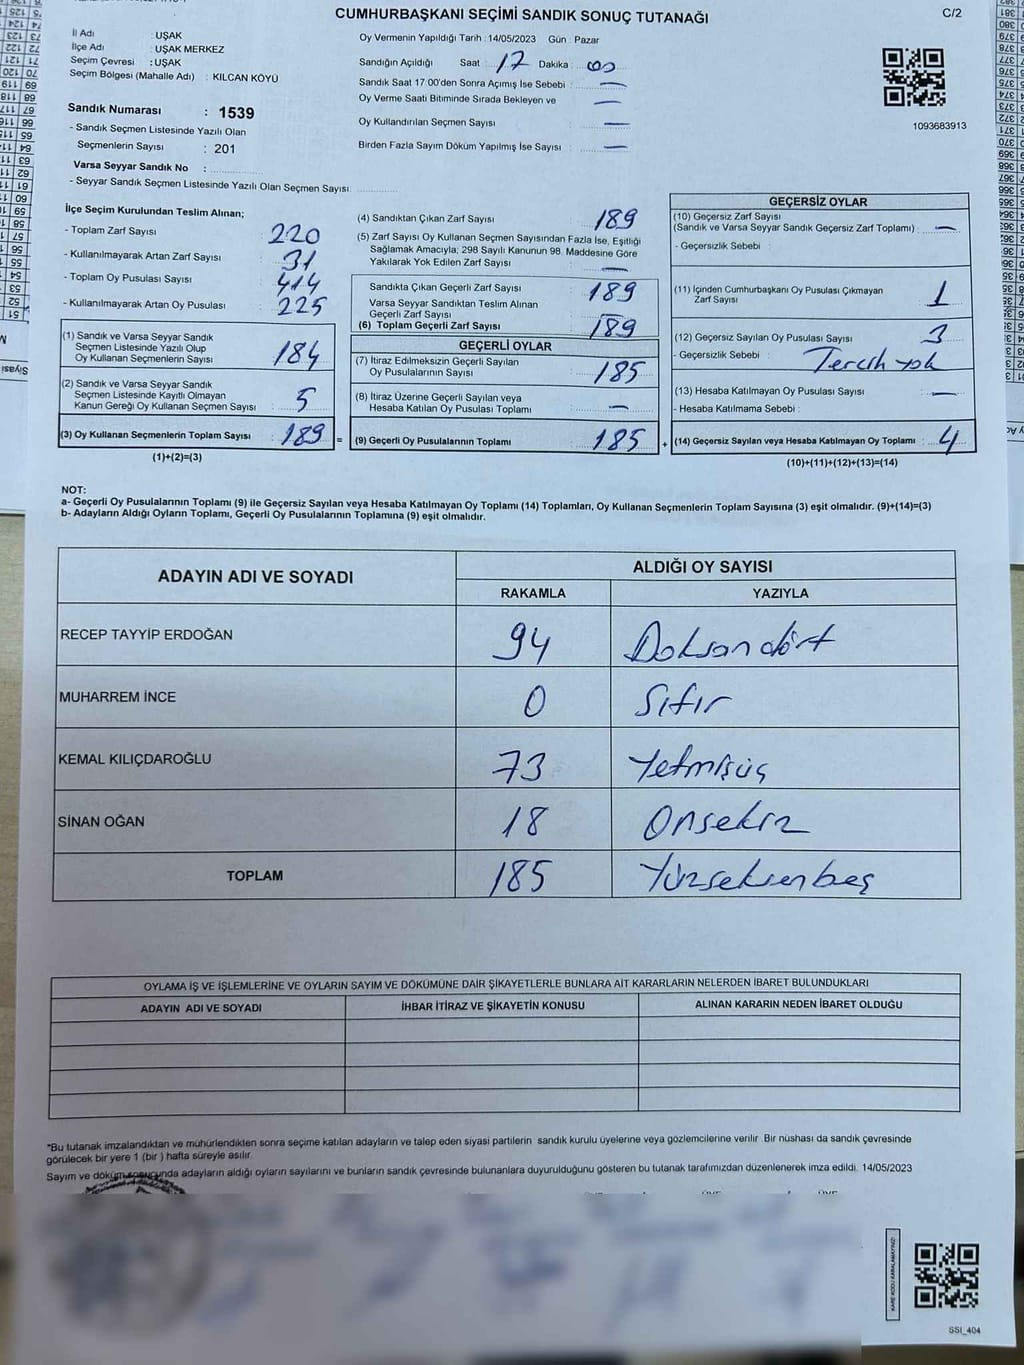 CUMHURBAŞKANI SEÇİMİ SANDIK SONUÇ TUTANAĞI
C/2
İl Adı : UŞAK
İlçe Adı : UŞAK MERKEZ
Seçim Çevresi : UŞAK
Seçim Bölgesi (Mahalle Adı) : KILCAN KÖYÜ
Sandık Numarası : 1539
- Sandık Seçmen Listesinde Yazılı Olan
Seçmenlerin Sayısı : 201
Varsa Seyyar Sandık No :
- Seyyar Sandık Seçmen Listesinde Yazılı Olan Seçmen Sayısı
Oy Vermenin Yapıldığı Tarih : 14/05/2023 Gün : Pazar
Sandığın Açıldığı Saat 17 Dakika : 00
Sandık Saat 17:00'den Sonra Açımış İse Sebebi : —
Oy Verme Saati Bitiminde Sırada Bekleyen ve —
Oy Kullandırılan Seçmen Sayısı : —
Birden Fazla Sayım Döküm Yapılmış İse Sayısı : —
1093683913
İlçe Seçim Kurulundan Teslim Alınan;
- Toplam Zarf Sayısı : 220
- Kullanılmayarak Artan Zarf Sayısı : 31
- Toplam Oy Pusulası Sayısı : 414
- Kullanılmayarak Artan Oy Pusulası : 225
(1) Sandık ve Varsa Seyyar Sandık
Seçmen Listesinde Yazılı Olup
Oy Kullanan Seçmenlerin Sayısı : 184
(2) Sandık ve Varsa Seyyar Sandık
Seçmen Listesinde Kayıtlı Olmayan
Kanun Gereği Oy Kullanan Seçmen Sayısı : 5
(3) Oy Kullanan Seçmenlerin Toplam Sayısı : 189 =
(1)+(2)=(3)
(4) Sandıktan Çıkan Zarf Sayısı : 189
(5) Zarf Sayısı Oy Kullanan Seçmen Sayısından Fazla İse, Eşitliği
Sağlamak Amacıyla; 298 Sayılı Kanunun 98. Maddesine Göre
Yakılarak Yok Edilen Zarf Sayısı : —
Sandıkta Çıkan Geçerli Zarf Sayısı : 189
Varsa Seyyar Sandıktan Teslim Alınan
Geçerli Zarf Sayısı : —
(6) Toplam Geçerli Zarf Sayısı : 189
GEÇERLİ OYLAR
(7) İtiraz Edilmeksizin Geçerli Sayılan
Oy Pusulalarının Sayısı : 185
(8) İtiraz Üzerine Geçerli Sayılan veya
Hesaba Katılan Oy Pusulası Toplamı : —
(9) Geçerli Oy Pusulalarının Toplamı : 185 +
GEÇERSİZ OYLAR
(10) Geçersiz Zarf Sayısı
(Sandık ve Varsa Seyyar Sandık Geçersiz Zarf Toplamı) : —
- Geçersizlik Sebebi :
(11) İçinden Cumhurbaşkanı Oy Pusulası Çıkmayan
Zarf Sayısı : 1
(12) Geçersiz Sayılan Oy Pusulası Sayısı : 3
- Geçersizlik Sebebi : Tercih yok
(13) Hesaba Katılmayan Oy Pusulası Sayısı : —
- Hesaba Katılmama Sebebi :
(14) Geçersiz Sayılan veya Hesaba Katılmayan Oy Toplamı : 4
(10)+(11)+(12)+(13)=(14)
NOT:
a- Geçerli Oy Pusulalarının Toplamı (9) ile Geçersiz Sayılan veya Hesaba Katılmayan Oy Toplamı (14) Toplamları, Oy Kullanan Seçmenlerin Toplam Sayısına (3) eşit olmalıdır. (9)+(14)=(3)
b- Adayların Aldığı Oyların Toplamı, Geçerli Oy Pusulalarının Toplamına (9) eşit olmalıdır.
ADAYIN ADI VE SOYADI
ALDIĞI OY SAYISI
RAKAMLA YAZIYLA
RECEP TAYYİP ERDOĞAN 94 Doksandört
MUHARREM İNCE 0 Sıfır
KEMAL KILIÇDAROĞLU 73 Yetmişüç
SİNAN OĞAN 18 Onsekiz
TOPLAM 185 Yüzseksenbeş
OYLAMA İŞ VE İŞLEMLERİNE VE OYLARIN SAYIM VE DÖKÜMÜNE DAİR ŞİKAYETLERLE BUNLARA AİT KARARLARIN NELERDEN İBARET BULUNDUKLARI
ADAYIN ADI VE SOYADI İHBAR İTİRAZ VE ŞİKAYETİN KONUSU ALINAN KARARIN NEDEN İBARET OLDUĞU
*Bu tutanak imzalandıktan ve mühürlendikten sonra seçime katılan adayların ve talep eden siyasi partilerin sandık kurulu üyelerine veya gözlemcilerine verilir. Bir nüshası da sandık çevresinde
görülecek bir yere 1 (bir ) hafta süreyle asılır.
Sayım ve döküm sonucunda adayların aldığı oyların sayılarını ve bunların sandık çevresinde bulunanlara duyurulduğunu gösteren bu tutanak tarafımızdan düzenlenerek imza edildi. 14/05/2023
KARE KODU KARALAMAYINIZ!
SSI_404